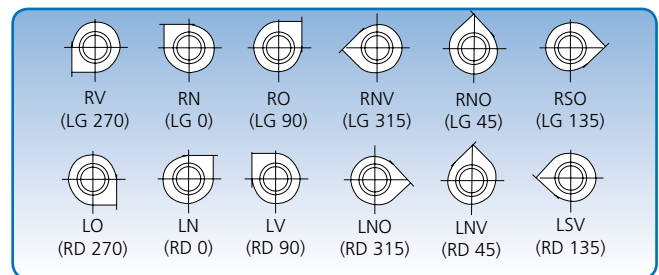 RV RN RO RNV RNO RSO
(LG 270) (LG 0) (LG 90) (LG 315) (LG 45) (LG 135)
LO LN LV LNO LNV LSV
(RD 270) (RD 0) (RD 90) (RD 315) (RD 45) (RD 135)